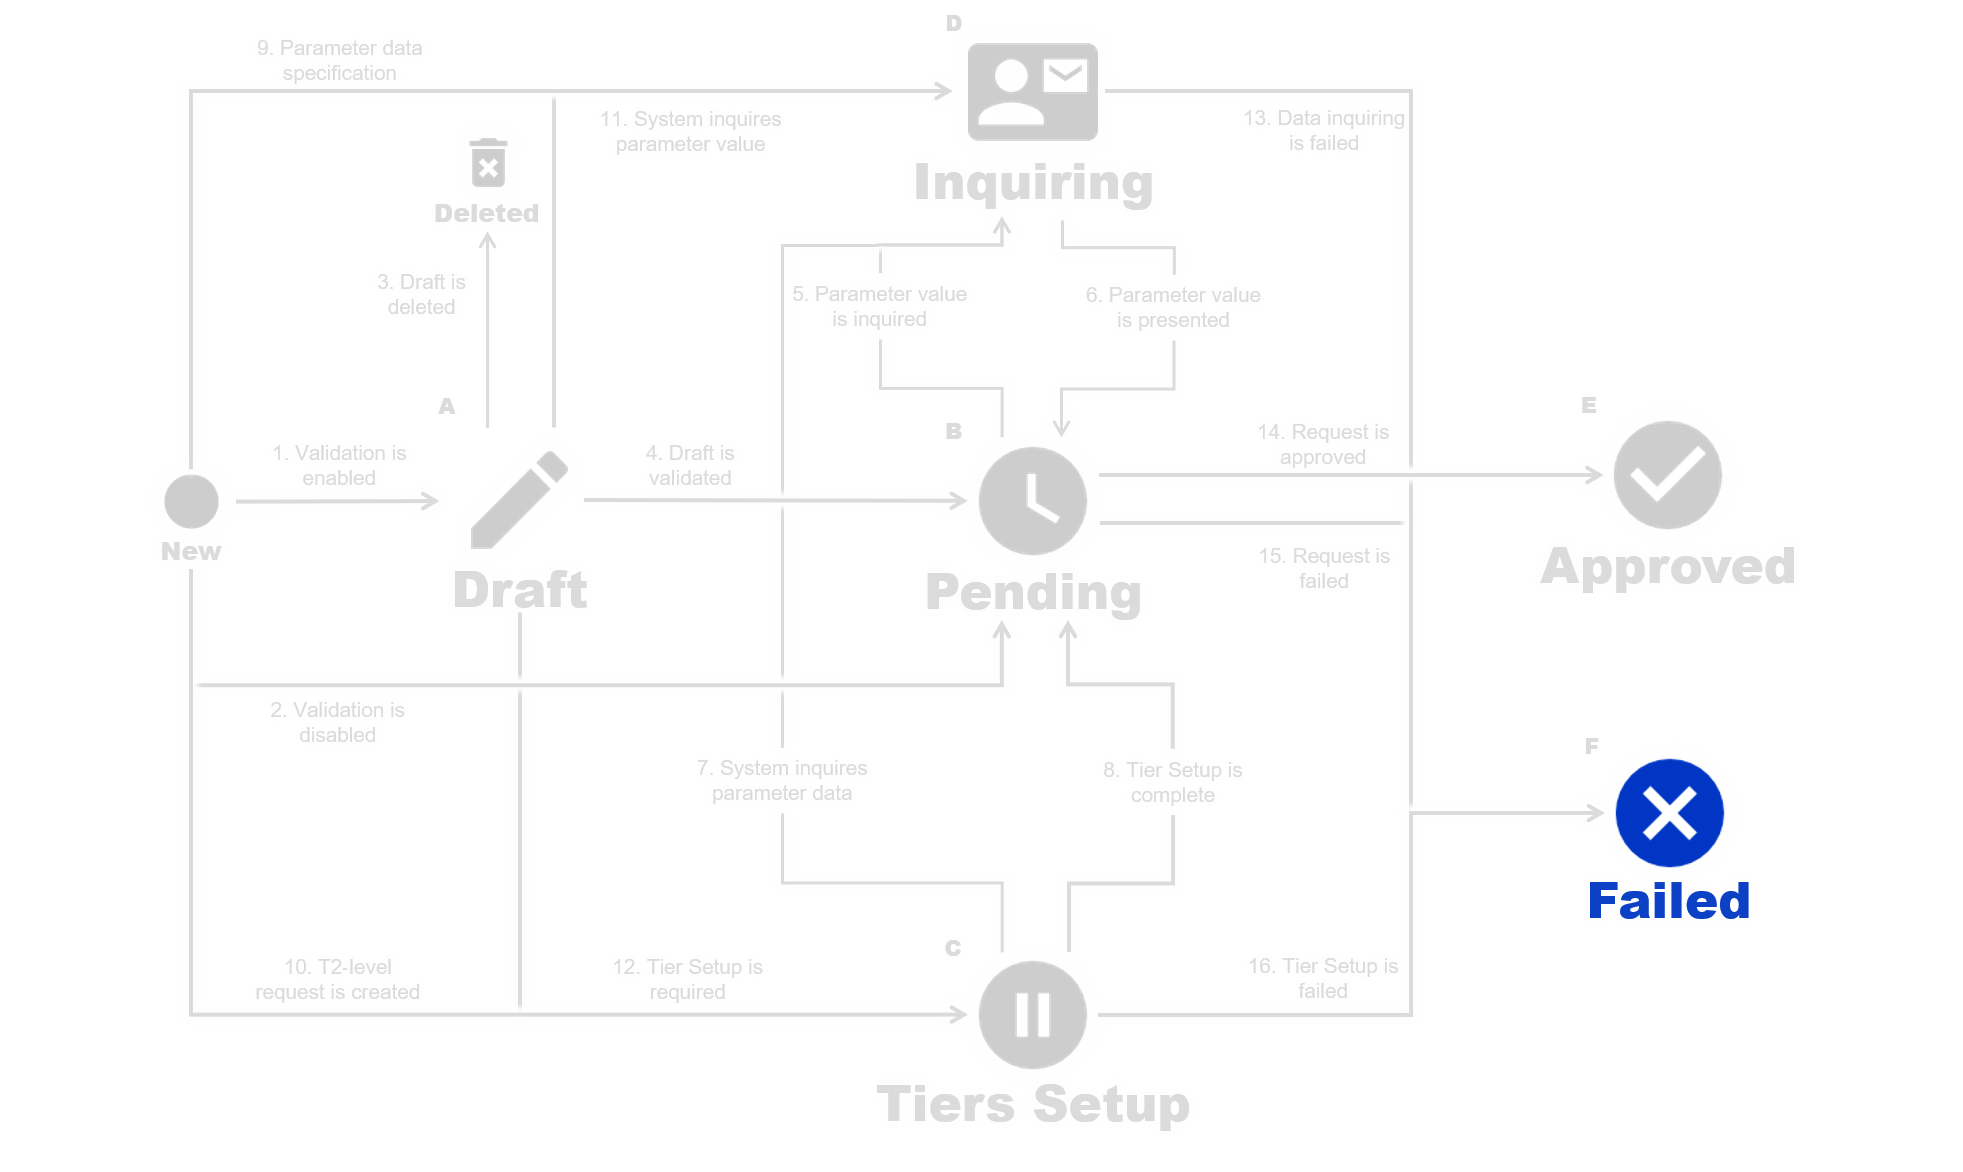 D
9. Parameter data
specification
11. System inquires
parameter value
13. Data inquiring
is failed
Inquiring
Deleted
3. Draft is
deleted
5. Parameter value
is inquired
6. Parameter value
is presented
A
B
E
1. Validation is
enabled
4. Draft is
validated
14. Request is
approved
New
Draft
Pending
15. Request is
failed
Approved
2. Validation is
disabled
7. System inquires
parameter data
8. Tier Setup is
complete
F
Failed
C
10. T2-level
request is created
12. Tier Setup is
required
16. Tier Setup is
failed
Tiers Setup